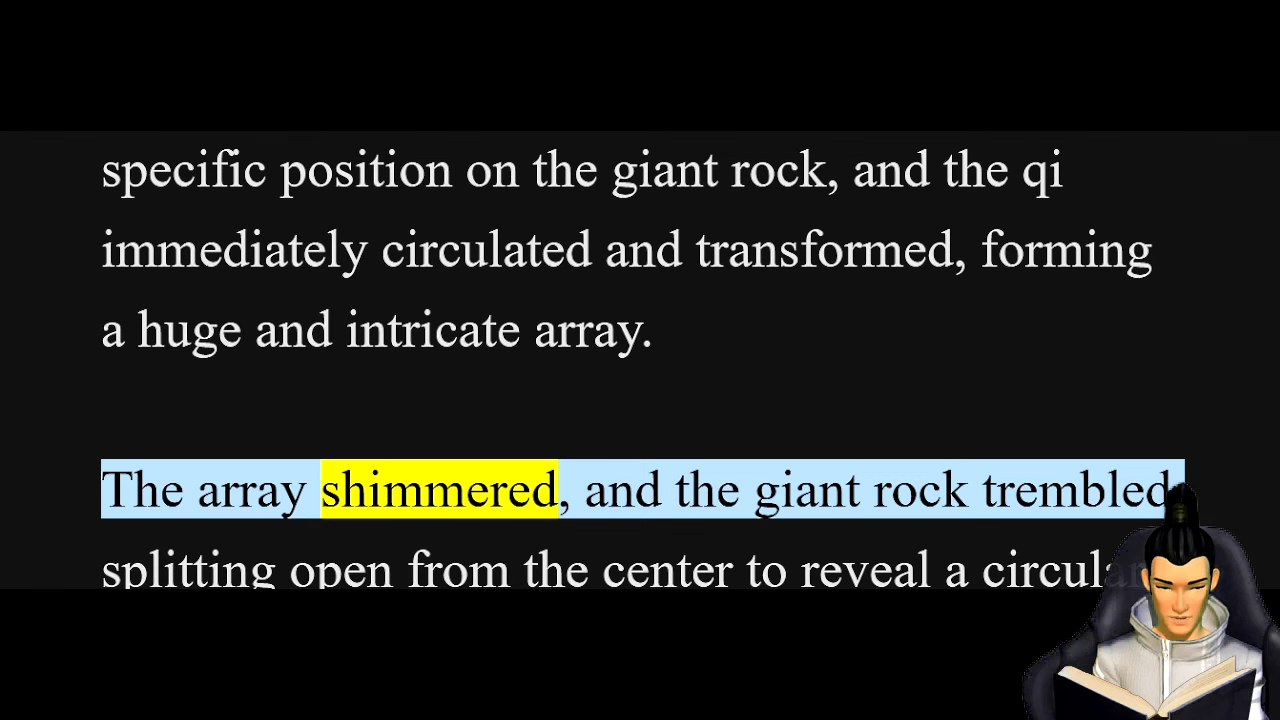 specific position on the giant rock, and the qi
immediately circulated and transformed, forming
a huge and intricate array.
The array shimmered, and the giant rock trembled,
splitting open from the center to reveal a circular